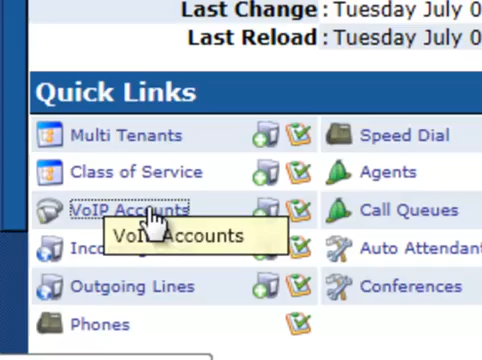 Last Change : Tuesday July 0
Last Reload : Tuesday July 0
Quick Links
Multi Tenants
Speed Dial
Class of Service
Agents
VoIP Accounts
Call Queues
VoIP Accounts
Auto Attendant
Outgoing Lines
Conferences
Phones